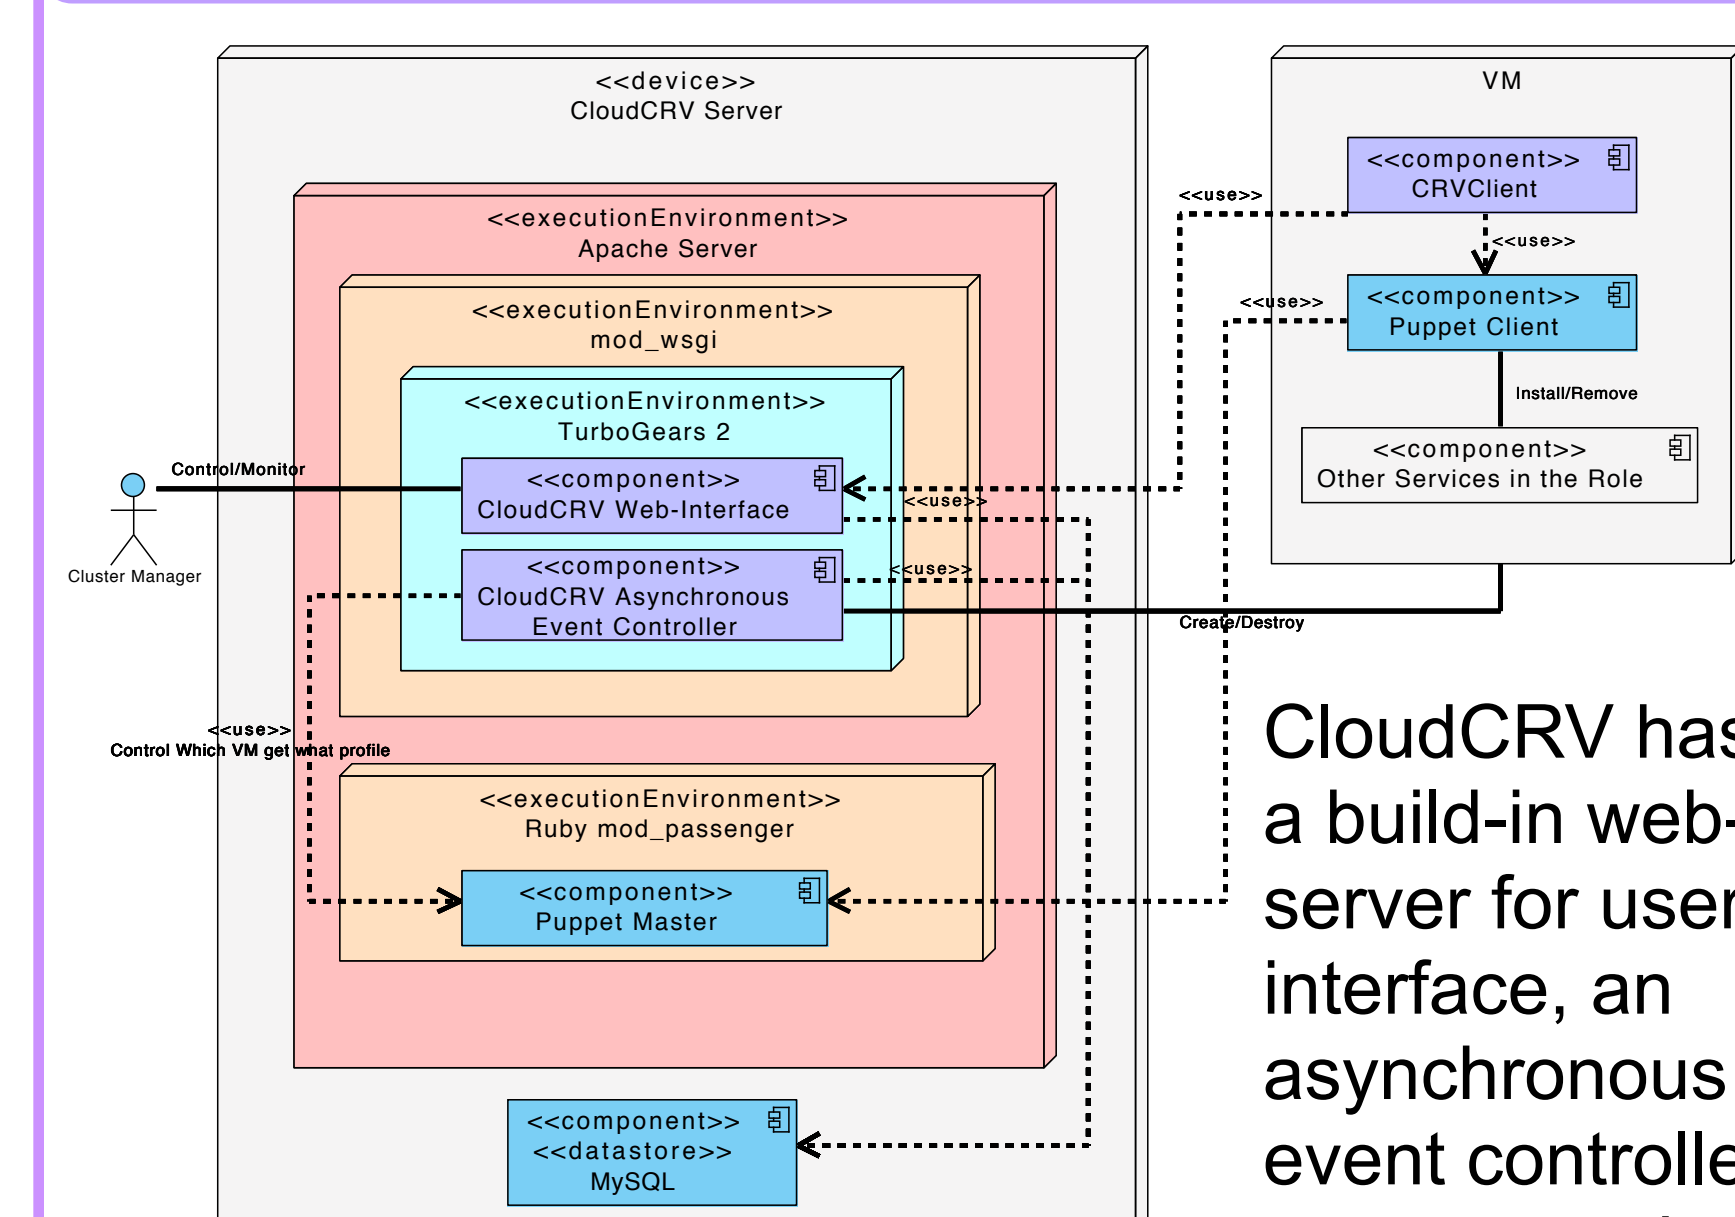 <<device>>
CloudCRV Server
<<executionEnvironment>>
Apache Server
<<executionEnvironment>>
mod_wsgi
<<executionEnvironment>>
TurboGears 2
<<component>>
CloudCRV Web-Interface
<<component>>
CloudCRV Asynchronous
Event Controller
Control/Monitor
Cluster Manager
<<use>>
<<use>>
<<use>>
Control Which VM get what profile
<<executionEnvironment>>
Ruby mod_passenger
<<component>>
Puppet Master
<<component>>
<<datastore>>
MySQL
VM
<<component>>
CRVClient
<<use>>
<<use>>
<<use>>
<<component>>
Puppet Client
Install/Remove
<<component>>
Other Services in the Role
Create/Destroy
CloudCRV has
a build-in web-
server for user
interface, an
asynchronous
event controlle